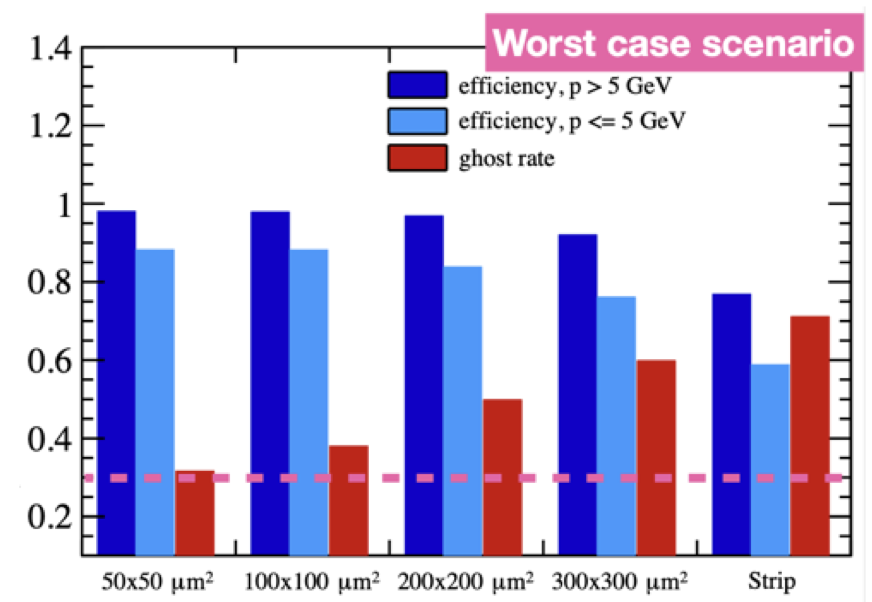 Worst case scenario
1.4
1.2
1
0.8
0.6
0.4
0.2
efficiency, p > 5 GeV
efficiency, p <= 5 GeV
ghost rate
50x50 μm²
100x100 μm²
200x200 μm²
300x300 μm²
Strip